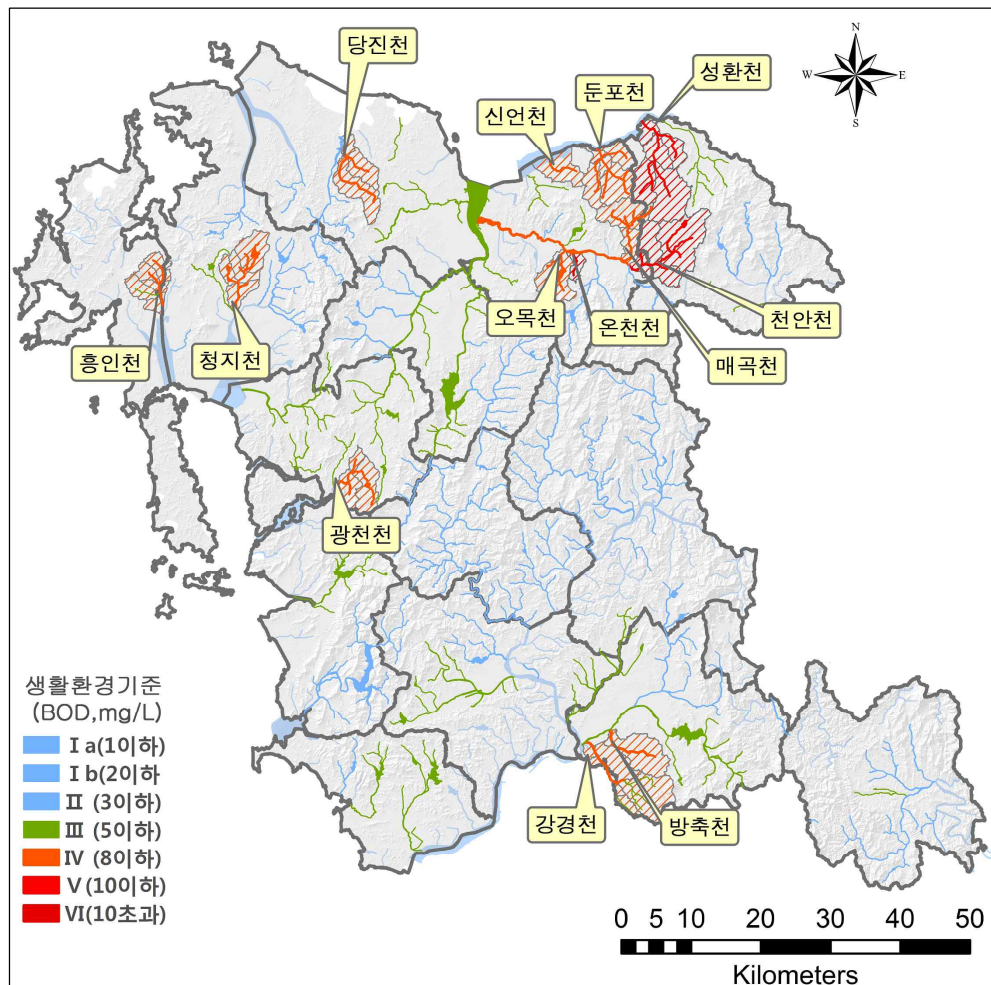 당진천
성환천
둔포천
신언천
N
W
E
S
오목천
온천천
천안천
매곡천
흥인천
청지천
광천천
강경천
방축천
생활환경기준
(BOD,mg/L)
Ⅰa(1이하)
Ⅰb(2이하
Ⅱ (3이하)
Ⅲ (5이하)
Ⅳ (8이하)
Ⅴ(10이하)
Ⅵ(10초과)
0 5 10 20 30 40 50
Kilometers